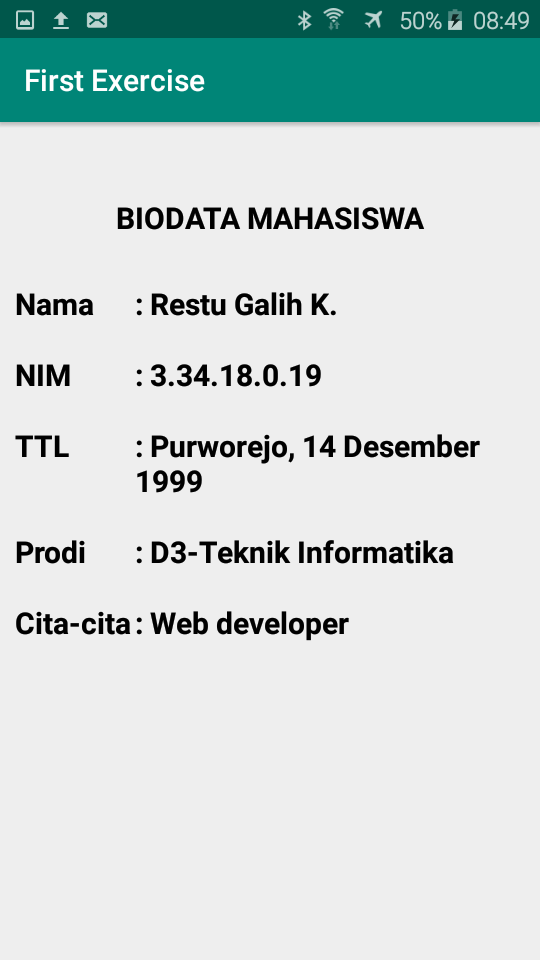 50% 08:49
First Exercise
BIODATA MAHASISWA
Nama : Restu Galih K.
NIM : 3.34.18.0.19
TTL : Purworejo, 14 Desember
1999
Prodi : D3-Teknik Informatika
Cita-cita : Web developer